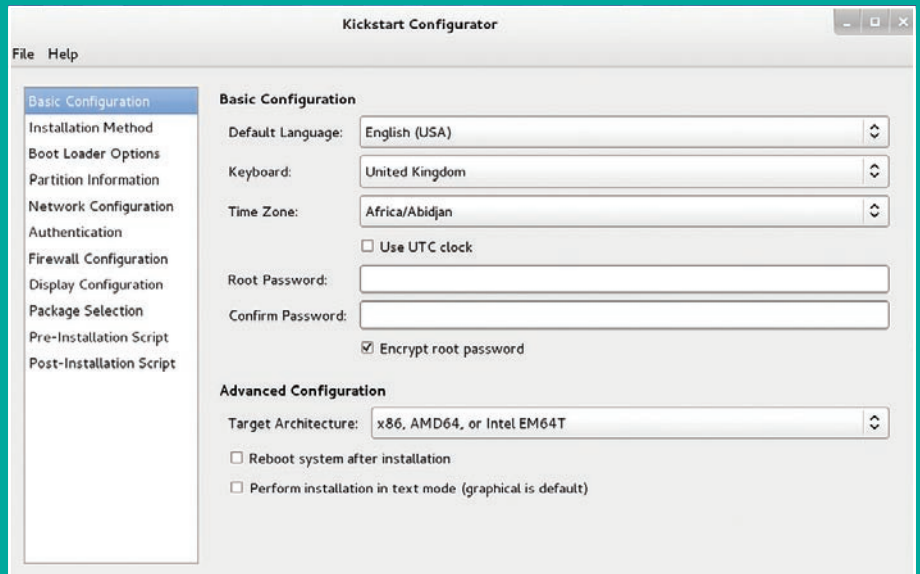 Kickstart Configurator
File Help
Basic Configuration
Installation Method
Boot Loader Options
Partition Information
Network Configuration
Authentication
Firewall Configuration
Display Configuration
Package Selection
Pre-Installation Script
Post-Installation Script
Basic Configuration
Default Language: English (USA)
Keyboard: United Kingdom
Time Zone: Africa/Abidjan
Use UTC clock
Root Password:
Confirm Password:
Encrypt root password
Advanced Configuration
Target Architecture: x86, AMD64, or Intel EM64T
Reboot system after installation
Perform installation in text mode (graphical is default)